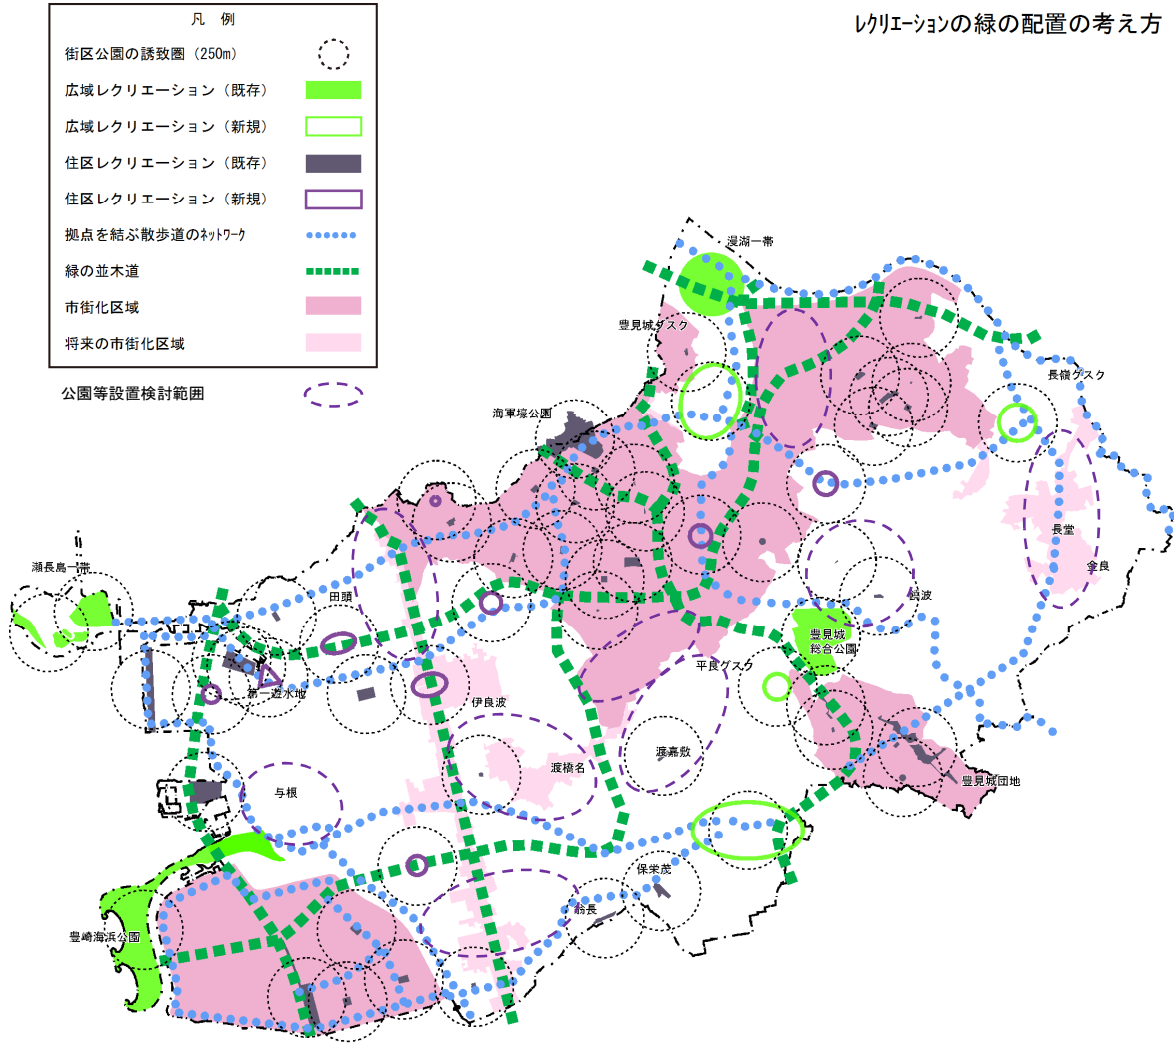 レクリエーションの緑の配置の考え方
凡 例
街区公園の誘致圏（250m）
広域レクリエーション（既存）
広域レクリエーション（新規）
住区レクリエーション（既存）
住区レクリエーション（新規）
拠点を結ぶ散歩道のネットワーク
緑の並木道
市街化区域
将来の市街化区域
公園等設置検討範囲
漫湖一帯
豊見城グスク
長嶺グスク
海軍壕公園
長堂
金良
瀬長島一帯
田頭
豊見城
総合公園
平良グスク
第一遊水地
伊良波
渡嘉敷
渡橋名
豊見城団地
与根
保栄茂
翁長
豊崎海浜公園